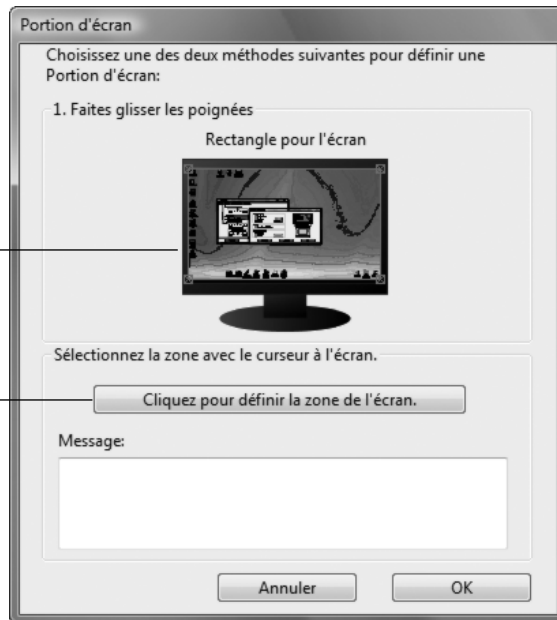 Portion d'écran
Choisissez une des deux méthodes suivantes pour définir une
Portion d'écran:
1. Faites glisser les poignées
Rectangle pour l'écran
Sélectionnez la zone avec le curseur à l'écran.
Cliquez pour définir la zone de l'écran.
Message:
Annuler
OK